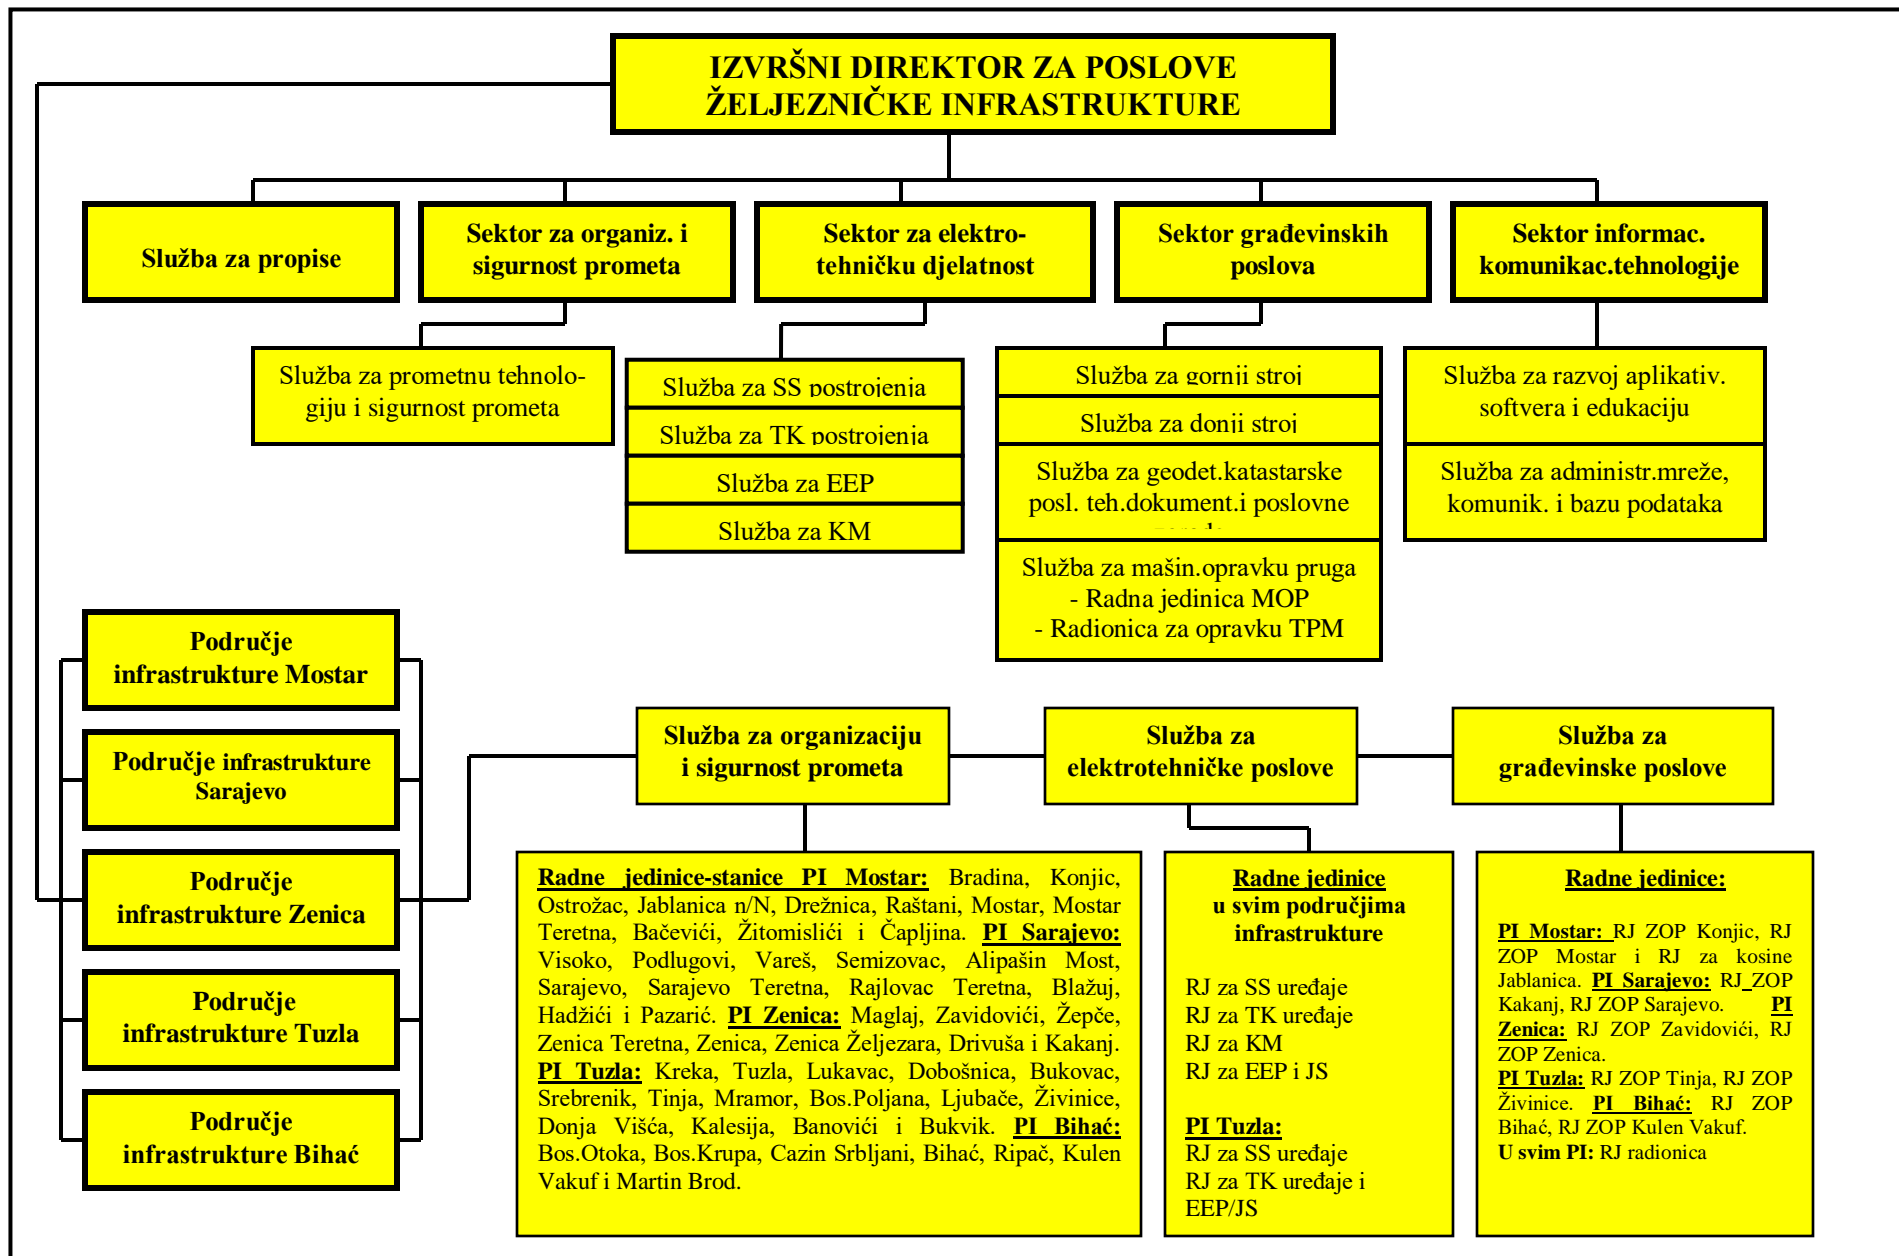 IZVRŠNI DIREKTOR ZA POSLOVE
ŽELJEZNIČKE INFRASTRUKTURE
Služba za propise
Sektor za organiz. i
sigurnost prometa
Sektor za elektro-
tehničku djelatnost
Sektor građevinskih
poslova
Sektor informac.
komunikac.tehnologije
Služba za prometnu tehnolo-
giju i sigurnost prometa
Služba za SS postrojenja
Služba za TK postrojenja
Služba za EEP
Služba za KM
Služba za gornji stroj
Služba za donji stroj
Služba za geodet.katastarske
posl. teh.dokument.i poslovne
Služba za mašin.opravku pruga
- Radna jedinica MOP
- Radionica za opravku TPM
Služba za razvoj aplikativ.
softvera i edukaciju
Služba za administr.mreže,
komunik. i bazu podataka
Područje
infrastrukture Mostar
Područje infrastrukture
Sarajevo
Područje
infrastrukture Zenica
Područje
infrastrukture Tuzla
Područje
infrastrukture Bihać
Služba za organizaciju
i sigurnost prometa
Služba za
elektrotehničke poslove
Služba za
građevinske poslove
Radne jedinice-stanice PI Mostar: Bradina, Konjic,
Ostrožac, Jablanica n/N, Drežnica, Raštani, Mostar, Mostar
Teretna, Bačevići, Žitomislići i Čapljina. PI Sarajevo:
Visoko, Podlugovi, Vareš, Semizovac, Alipašin Most,
Sarajevo, Sarajevo Teretna, Rajlovac Teretna, Blažuj,
Hadžići i Pazarić. PI Zenica: Maglaj, Zavidovići, Žepče,
Zenica Teretna, Zenica, Zenica Željezara, Drivuša i Kakanj.
PI Tuzla: Kreka, Tuzla, Lukavac, Dobošnica, Bukovac,
Srebrenik, Tinja, Mramor, Bos.Poljana, Ljubače, Živinice,
Donja Višća, Kalesija, Banovići i Bukvik. PI Bihać:
Bos.Otoka, Bos.Krupa, Cazin Srbljani, Bihać, Ripač, Kulen
Vakuf i Martin Brod.
Radne jedinice
u svim područjima
infrastrukture
RJ za SS uređaje
RJ za TK uređaje
RJ za KM
RJ za EEP i JS
PI Tuzla:
RJ za SS uređaje
RJ za TK uređaje i
EEP/JS
Radne jedinice:
PI Mostar: RJ ZOP Konjic, RJ
ZOP Mostar i RJ za kosine
Jablanica. PI Sarajevo: RJ ZOP
Kakanj, RJ ZOP Sarajevo. PI
Zenica: RJ ZOP Zavidovići, RJ
ZOP Zenica.
PI Tuzla: RJ ZOP Tinja, RJ ZOP
Živinice. PI Bihać: RJ ZOP
Bihać, RJ ZOP Kulen Vakuf.
U svim PI: RJ radionica